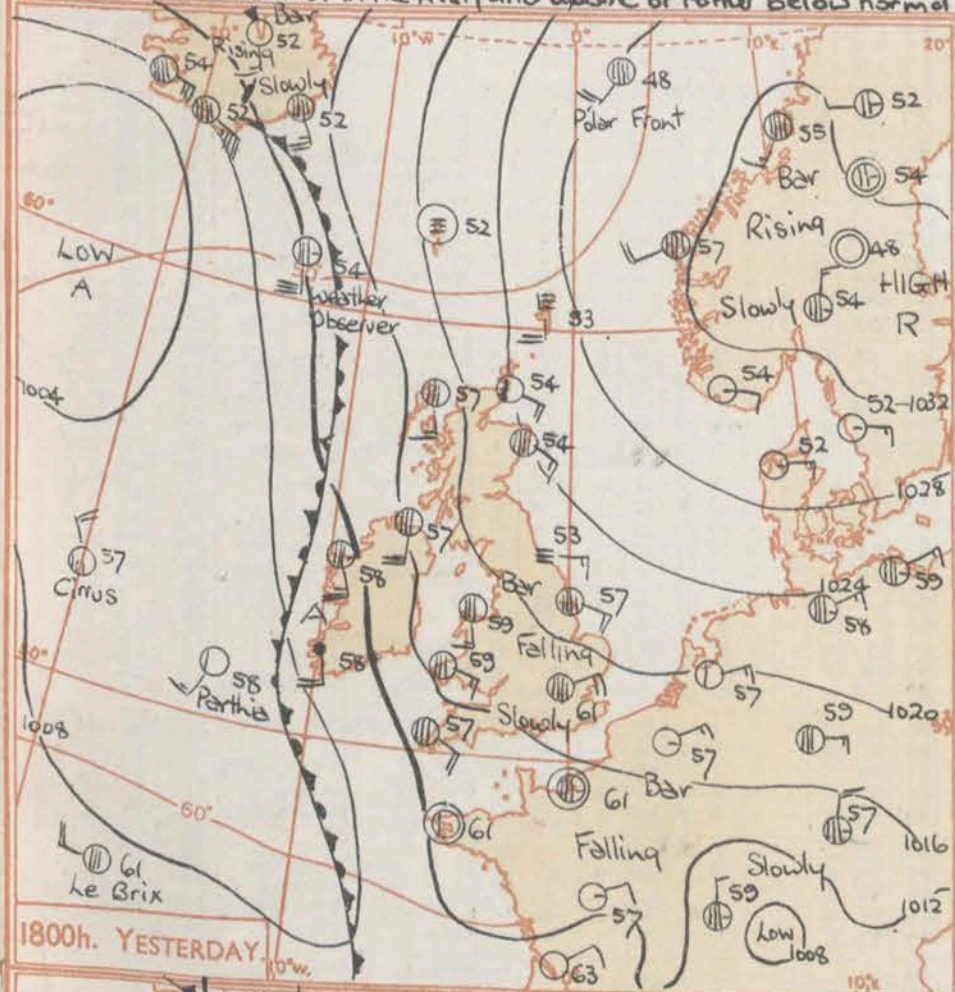 below normal
Bar
52
Rising
10°W
0°
10°E
20°
54
Slowly
48
52
52
52
Polar Front
55
Bar
54
60°
52
Rising
48
LOW
A
54
57
HIGH
R
Weather
Observer
Slowly
54
53
54
1004
57
54
52-1032
54
52
1028
57
57
53
58
59
Cirrus
Bar
57
1024
A
59
58
Falling
50°
58
59
58
57
Parthia
Slowly
61
59
1020
1008
57
57
60°
61
Bar
61
57
1016
Falling
61
Slowly
Le Brix
59
1012
57
1800h. YESTERDAY.
Low
1008
0°W.
63
10°E